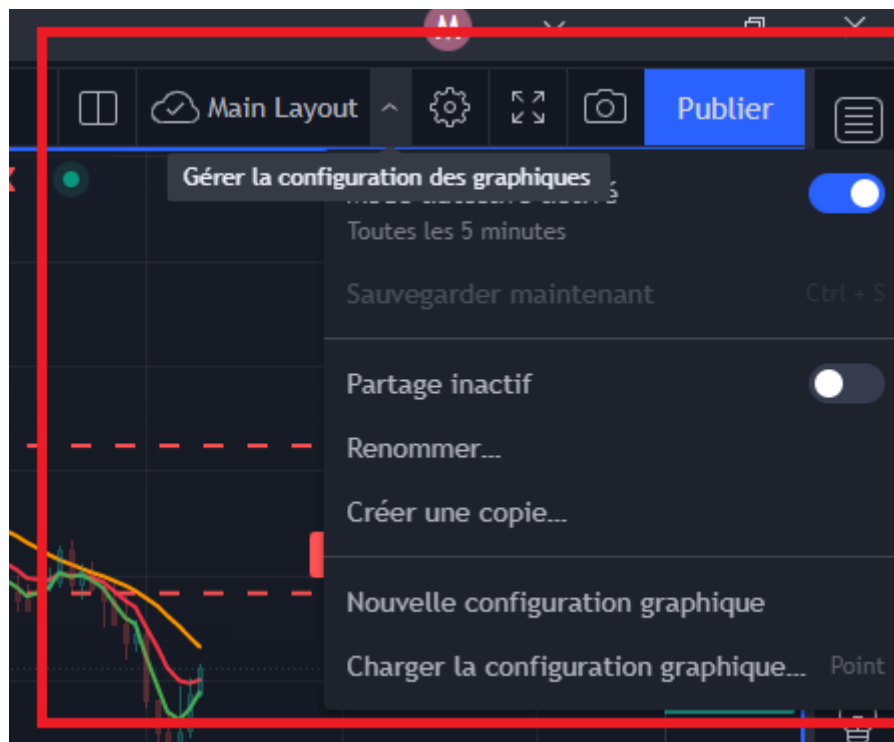 M
Main Layout
Publier
Gérer la configuration des graphiques
Toutes les 5 minutes
Sauvegarder maintenant Ctrl + S
Partage inactif
Renommer...
Créer une copie...
Nouvelle configuration graphique
Charger la configuration graphique... Point